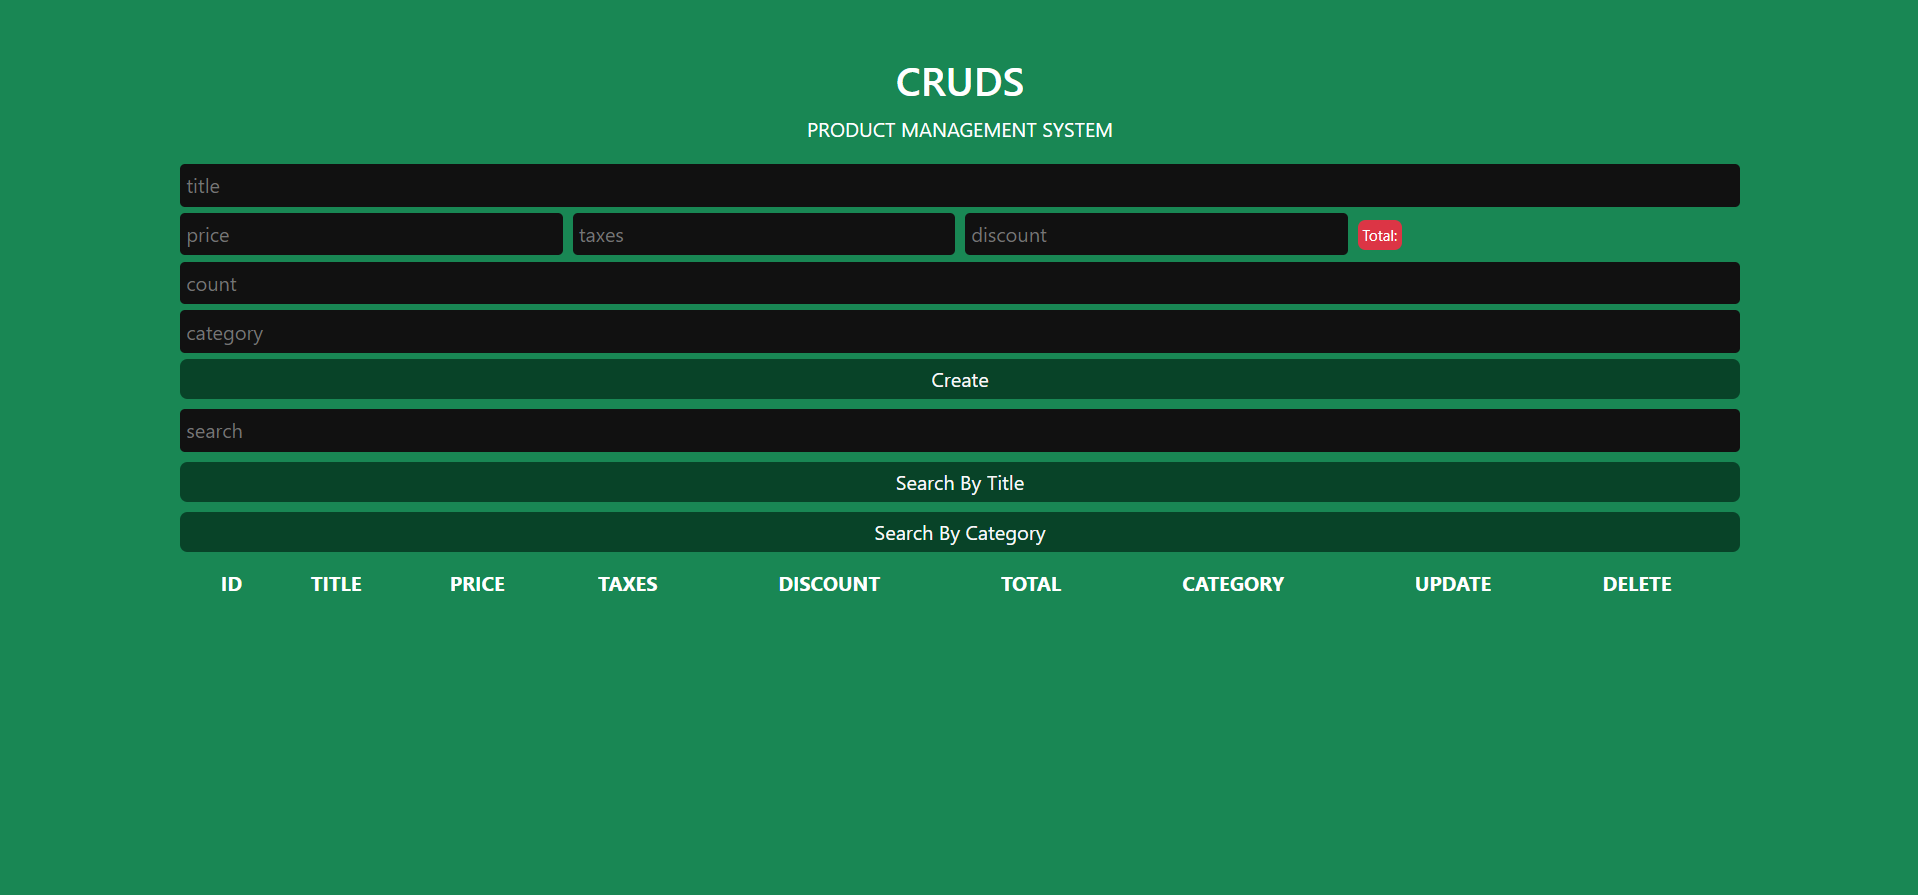 CRUDS
PRODUCT MANAGEMENT SYSTEM
title
price taxes discount Total:
count
category
Create
search
Search By Title
Search By Category
ID TITLE PRICE TAXES DISCOUNT TOTAL CATEGORY UPDATE DELETE